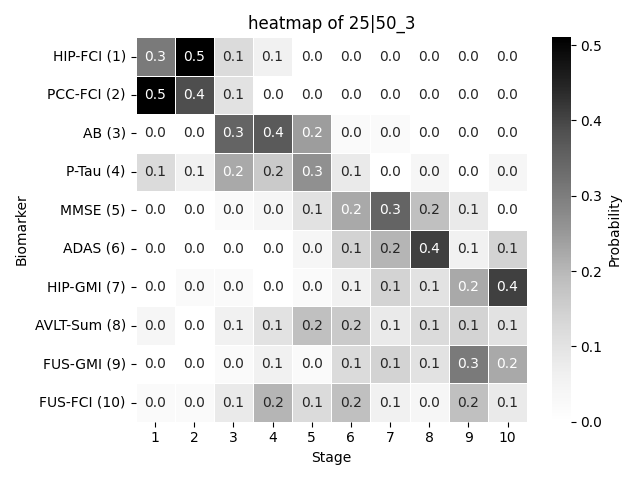 heatmap of 25|50_3
HIP-FCI (1) 0.3 0.5 0.1 0.1 0.0 0.0 0.0 0.0 0.0 0.0
PCC-FCI (2) 0.5 0.4 0.1 0.0 0.0 0.0 0.0 0.0 0.0 0.0
AB (3) 0.0 0.0 0.3 0.4 0.2 0.0 0.0 0.0 0.0 0.0
P-Tau (4) 0.1 0.1 0.2 0.2 0.3 0.1 0.0 0.0 0.0 0.0
MMSE (5) 0.0 0.0 0.0 0.0 0.1 0.2 0.3 0.2 0.1 0.0
ADAS (6) 0.0 0.0 0.0 0.0 0.0 0.1 0.2 0.4 0.1 0.1
HIP-GMI (7) 0.0 0.0 0.0 0.0 0.0 0.1 0.1 0.1 0.2 0.4
AVLT-Sum (8) 0.0 0.0 0.1 0.1 0.2 0.2 0.1 0.1 0.1 0.1
FUS-GMI (9) 0.0 0.0 0.0 0.1 0.0 0.1 0.1 0.1 0.3 0.2
FUS-FCI (10) 0.0 0.0 0.1 0.2 0.1 0.2 0.1 0.0 0.2 0.1
1 2 3 4 5 6 7 8 9 10
Stage
Biomarker
0.5
0.4
0.3
0.2
0.1
0.0
Probability